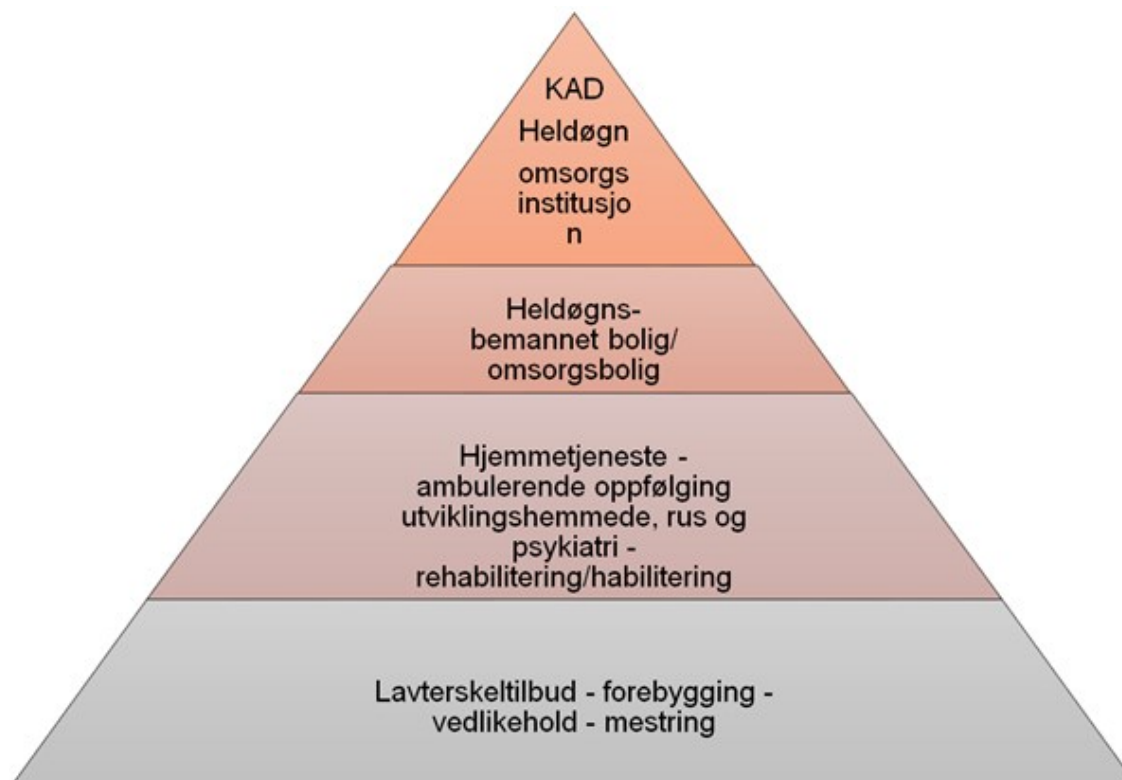 KAD
Heldøgn
omsorgs
institusjo
n
Heldøgns-
bemannet bolig/
omsorgsbolig
Hjemmetjeneste -
ambulerende oppfølging
utviklingshemmede, rus og
psykiatri -
rehabilitering/habilitering
Lavterskeltilbud - forebygging -
vedlikehold - mestring